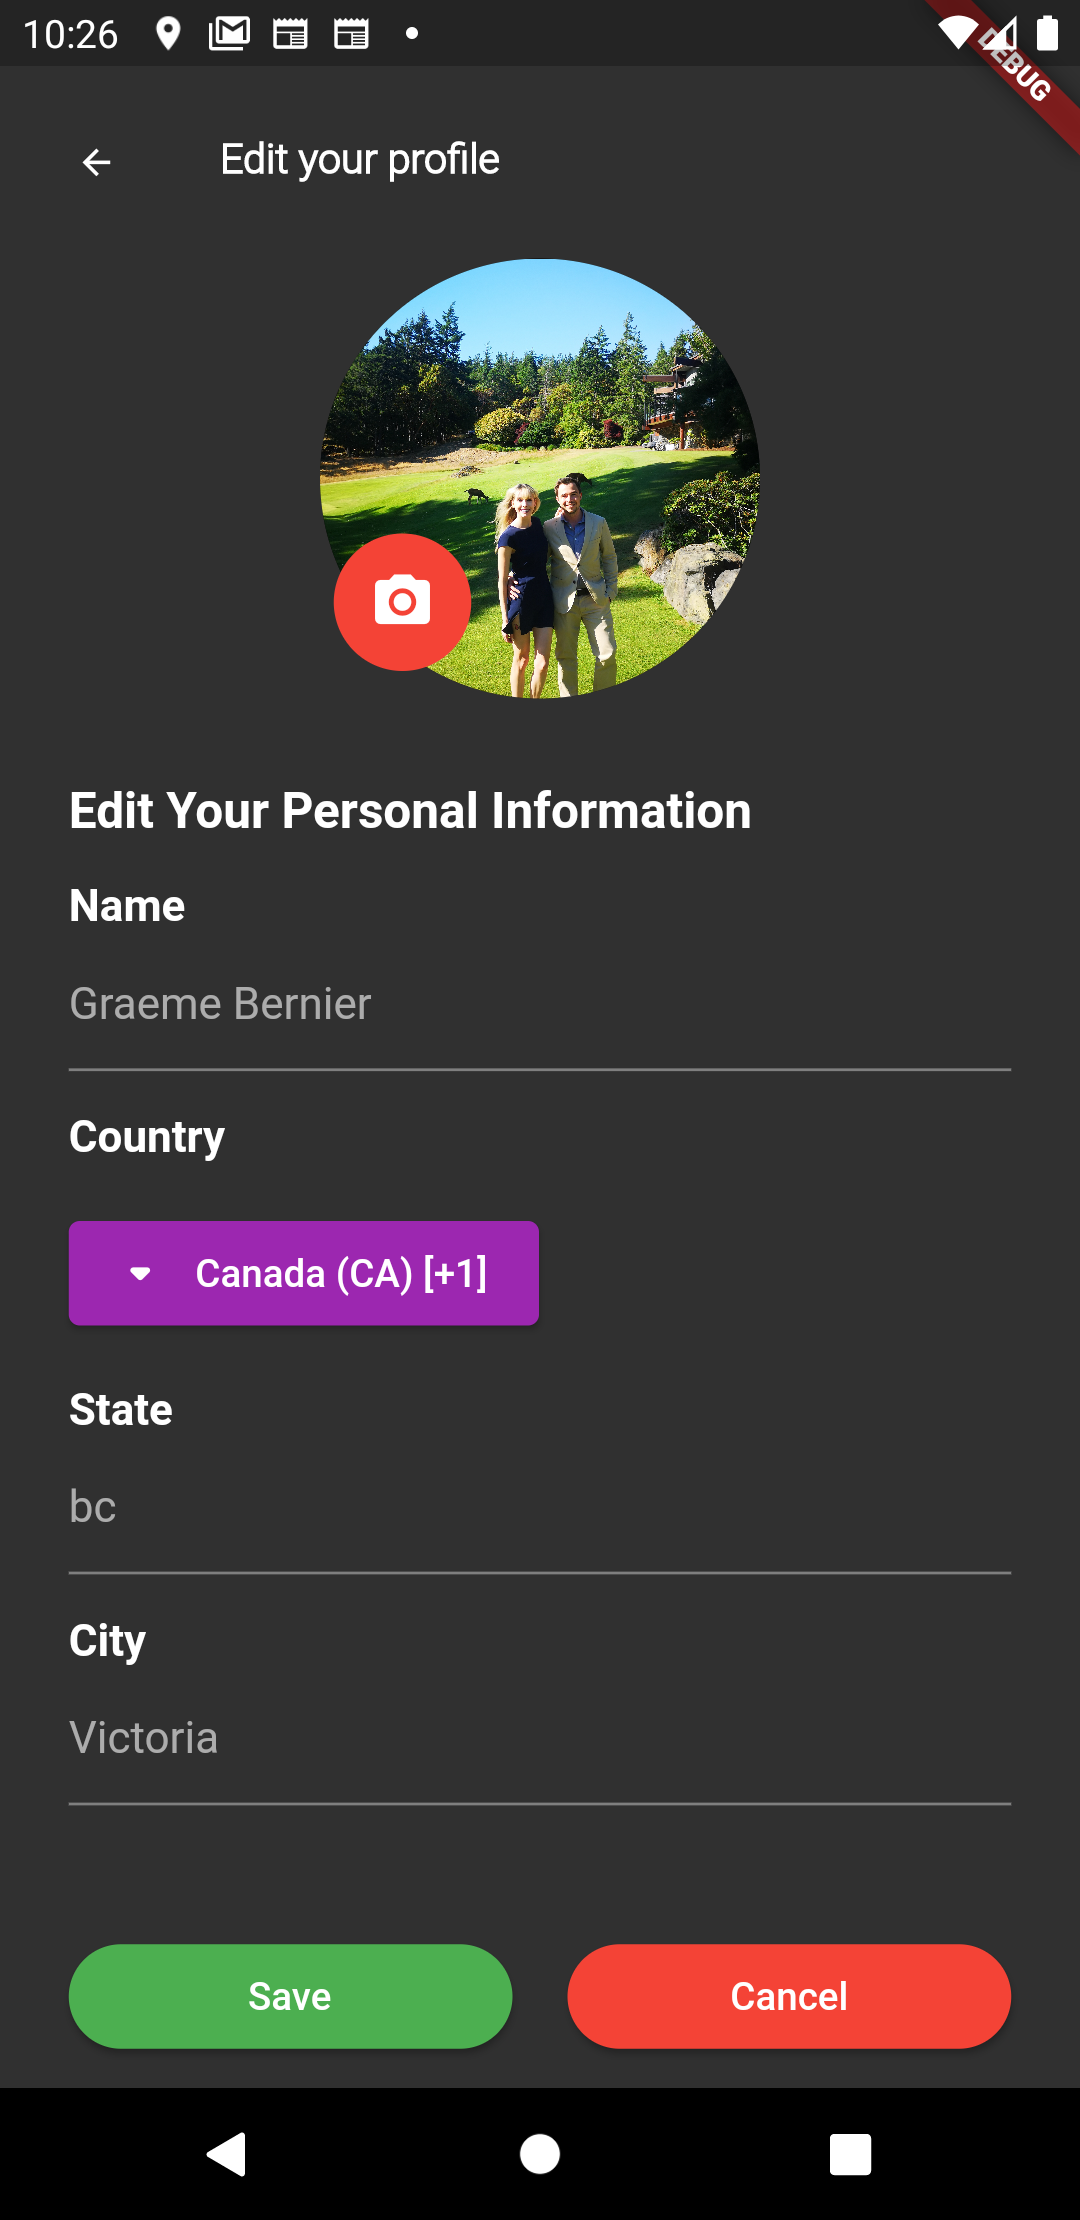 10:26
DEBUG
Edit your profile
Edit Your Personal Information
Name
Graeme Bernier
Country
Canada (CA) [+1]
State
bc
City
Victoria
Save
Cancel